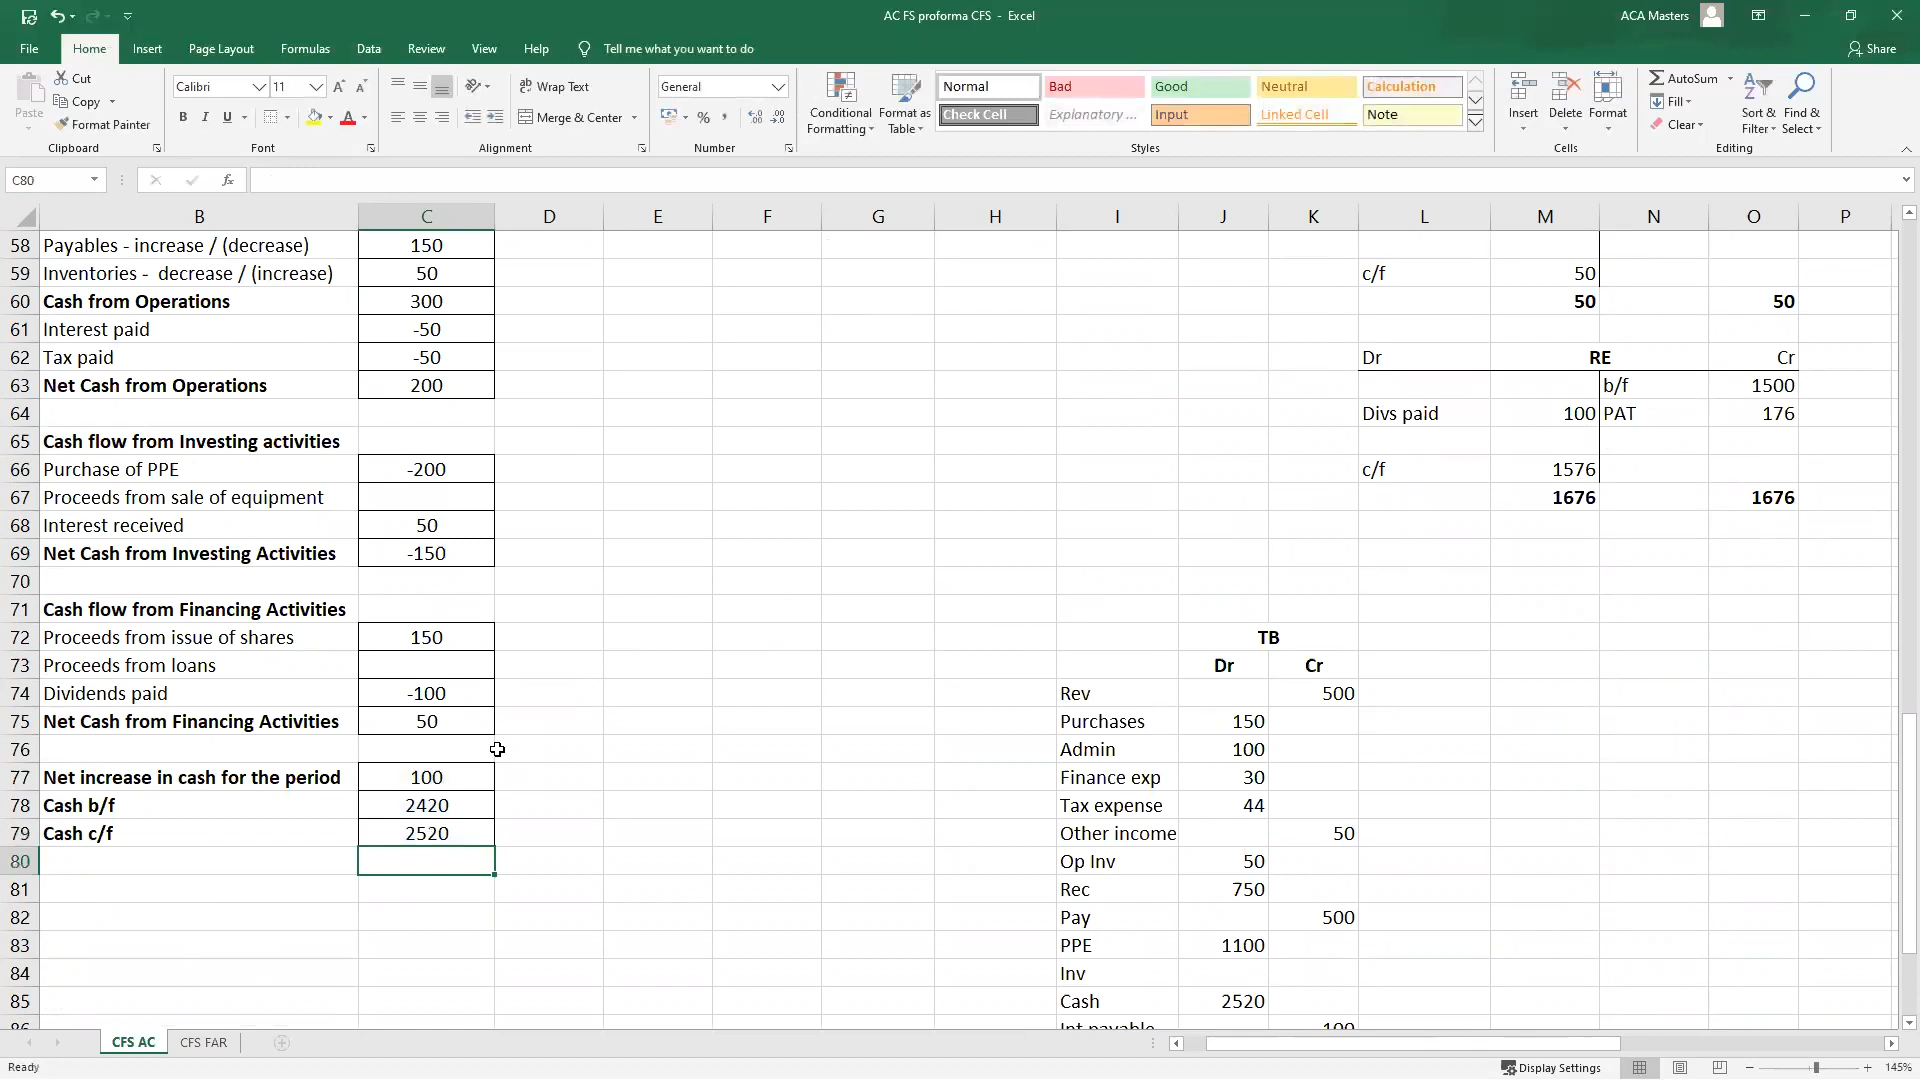 AC FS proforma CFS - Excel
ACA Masters
File Home Insert Page Layout Formulas Data Review View Help Tell me what you want to do Share
Paste
Cut
Copy
Format Painter
Clipboard
Calibri 11
B I U
Font
Wrap Text
Merge & Center
Alignment
General
Number
Conditional Formatting
Format as Table
Normal Bad Good Neutral Calculation
Check Cell Explanatory ... Input Linked Cell Note
Styles
Insert Delete Format
Cells
AutoSum
Fill
Clear
Sort & Filter
Find & Select
Editing
C80
fx
B C D E F G H I J K L M N O P
58 Payables - increase / (decrease) 150
59 Inventories - decrease / (increase) 50 c/f 50
60 Cash from Operations 300 50 50
61 Interest paid -50
62 Tax paid -50 Dr RE Cr
63 Net Cash from Operations 200 b/f 1500
64 Divs paid 100 PAT 176
65 Cash flow from Investing activities
66 Purchase of PPE -200 c/f 1576
67 Proceeds from sale of equipment 1676 1676
68 Interest received 50
69 Net Cash from Investing Activities -150
70
71 Cash flow from Financing Activities
72 Proceeds from issue of shares 150 TB
73 Proceeds from loans Dr Cr
74 Dividends paid -100 Rev 500
75 Net Cash from Financing Activities 50 Purchases 150
76 Admin 100
77 Net increase in cash for the period 100 Finance exp 30
78 Cash b/f 2420 Tax expense 44
79 Cash c/f 2520 Other income 50
80 Op Inv 50
81 Rec 750
82 Pay 500
83 PPE 1100
84 Inv
85 Cash 2520
86 Int payable 100
CFS AC CFS FAR
Ready
Display Settings
145%